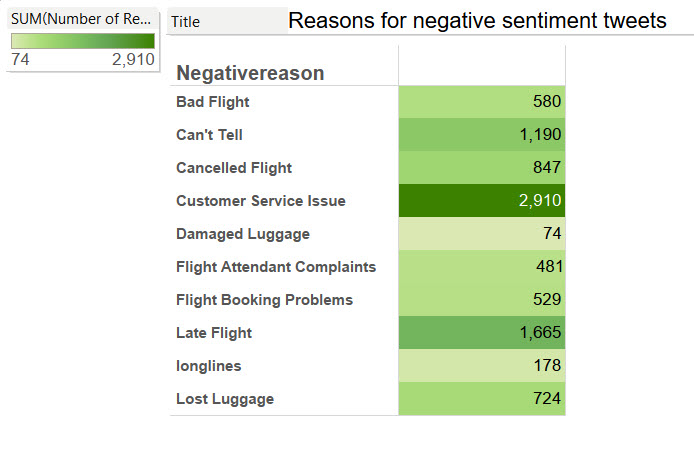 SUM(Number of Re...
74 2,910
Title Reasons for negative sentiment tweets
Negativereason
Bad Flight 580
Can't Tell 1,190
Cancelled Flight 847
Customer Service Issue 2,910
Damaged Luggage 74
Flight Attendant Complaints 481
Flight Booking Problems 529
Late Flight 1,665
longlines 178
Lost Luggage 724